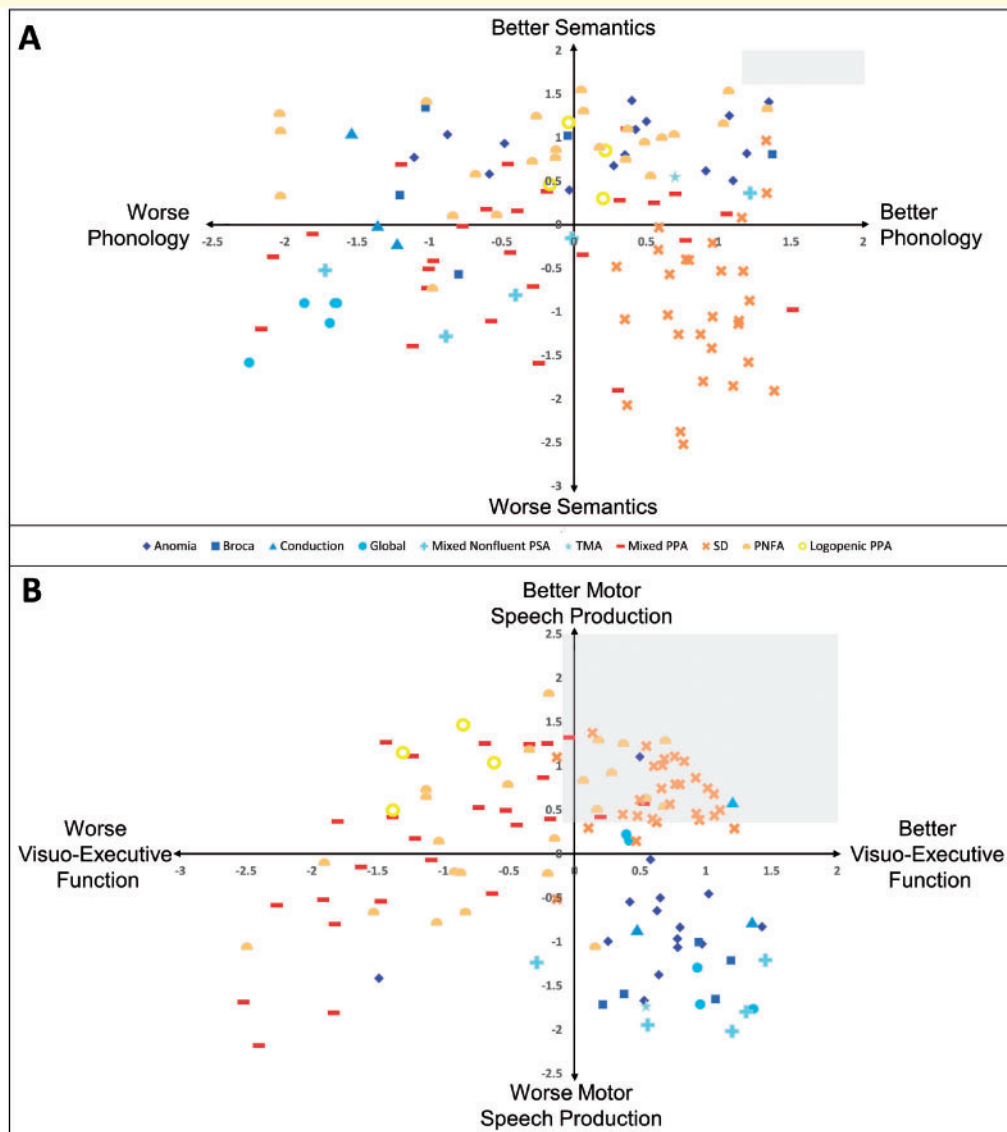 A
Better Semantics
2
1.5
1
0.5
Worse
Phonology
Better
Phonology
-2.5 -2 -1.5 -1 -0.5 0 0.5 1 1.5 2
-0.5
-1
-1.5
-2
-2.5
-3
Worse Semantics
Anomia Broca Conduction Global Mixed Nonfluent PSA TMA Mixed PPA SD PNFA Logopenic PPA
B
Better Motor
Speech Production
2.5
2
1.5
1
0.5
Worse
Visuo-Executive
Function
Better
Visuo-Executive
Function
-3 -2.5 -2 -1.5 -1 -0.5 0 0.5 1 1.5 2
-0.5
-1
-1.5
-2
-2.5
Worse Motor
Speech Production